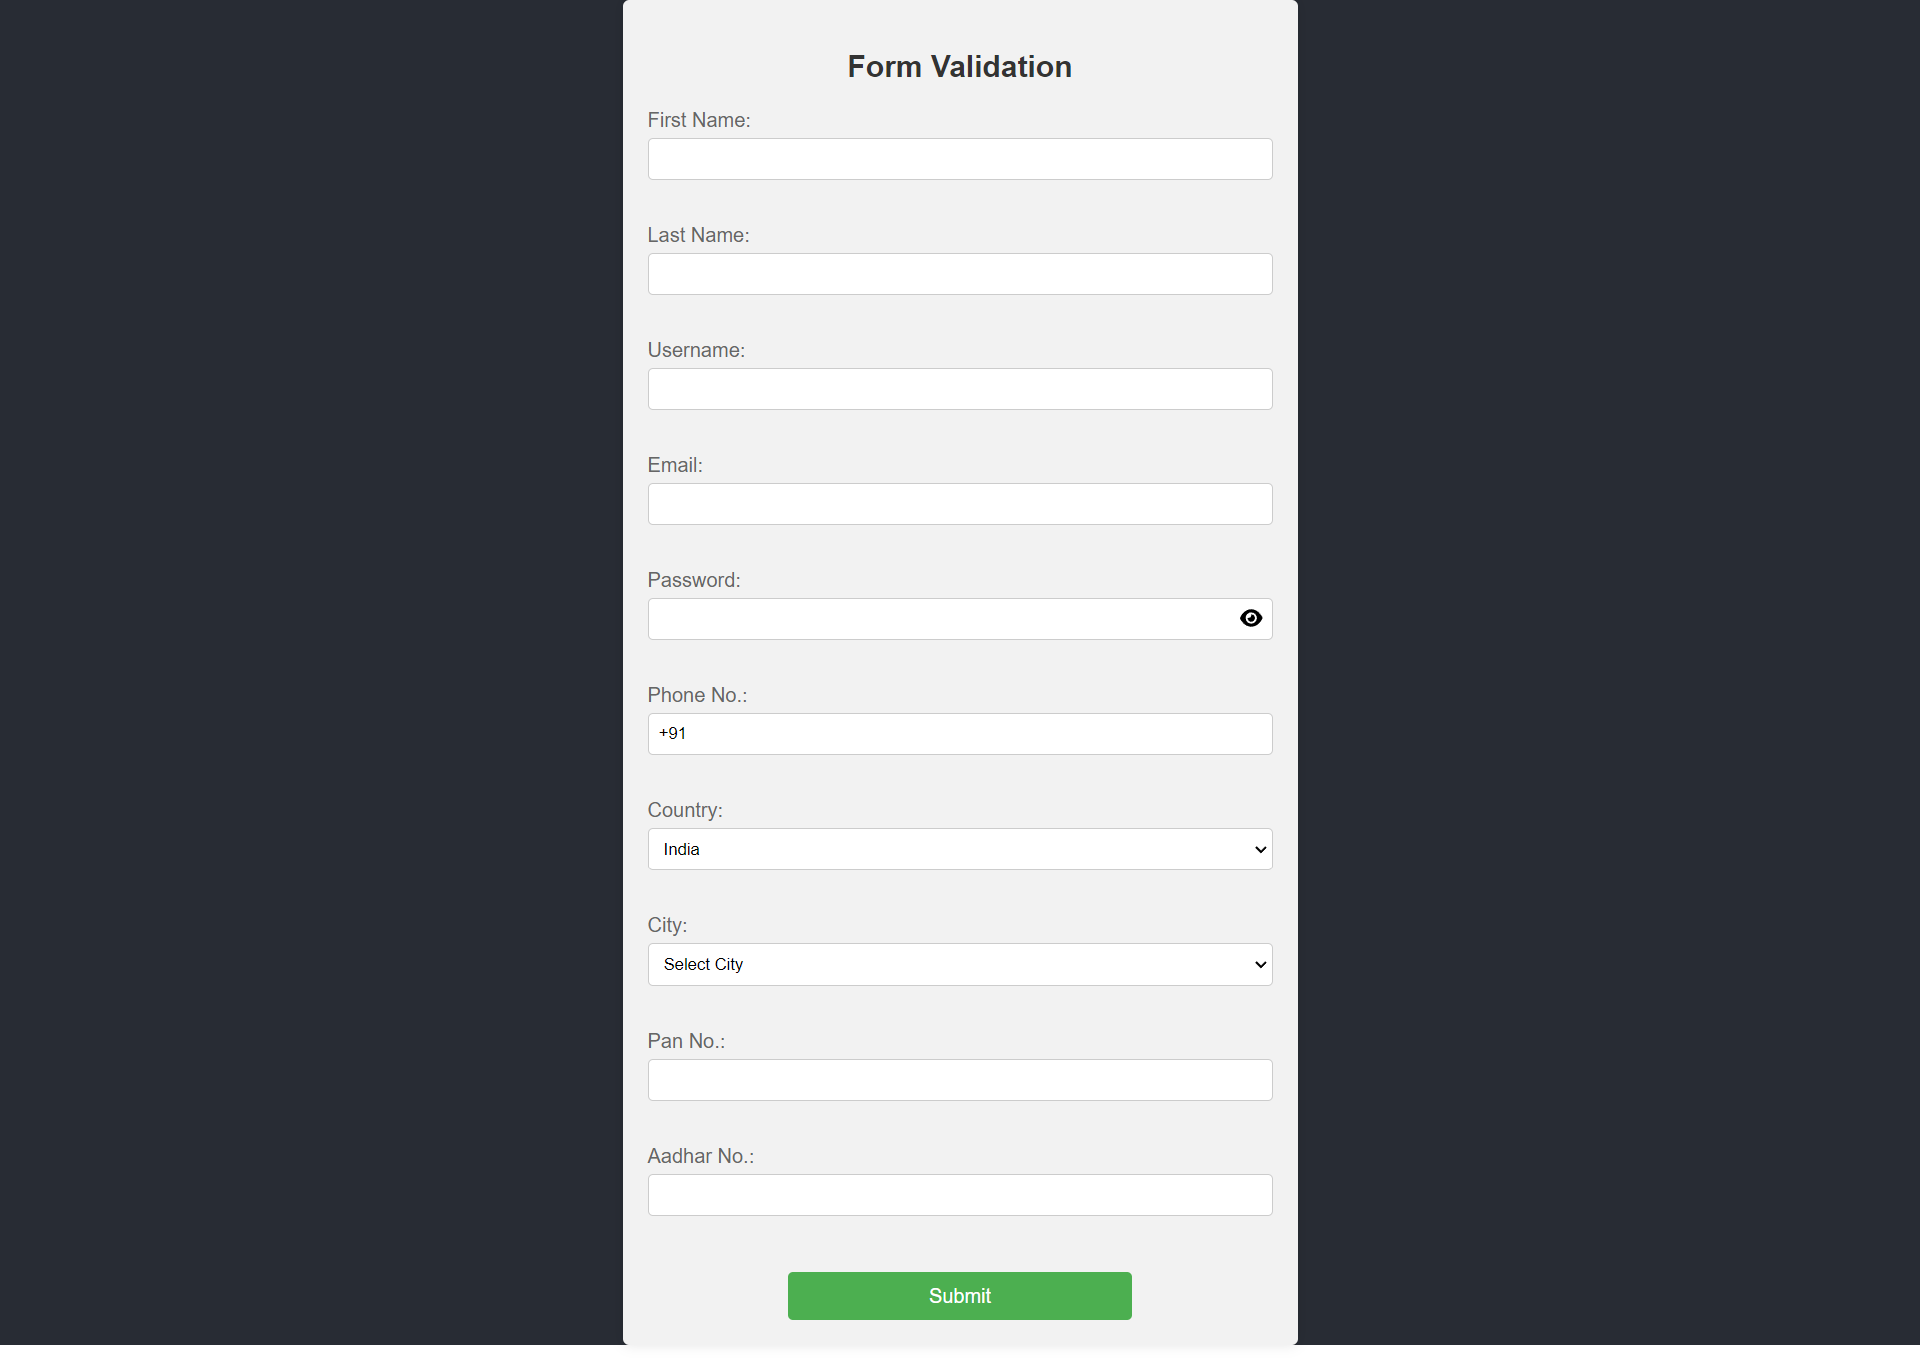 Form Validation
First Name:
Last Name:
Username:
Email:
Password:
Phone No.:
+91
Country:
India
City:
Select City
Pan No.:
Aadhar No.:
Submit